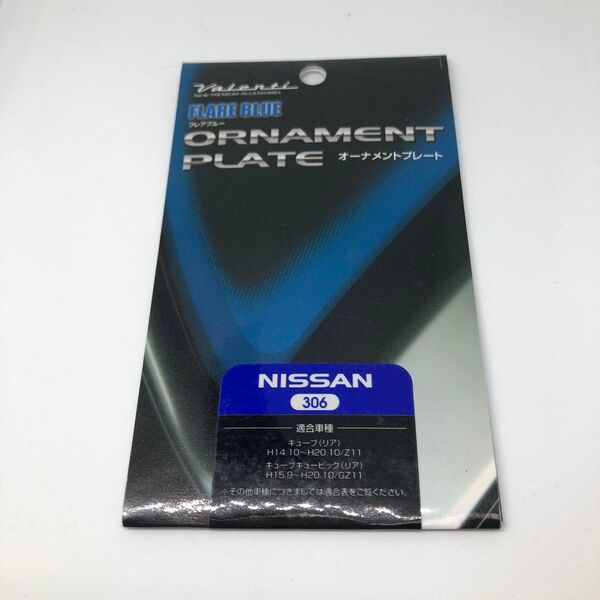 Valenti
NEW PREMIUM ACCESSORIES
FLARE BLUE
フレアブルー
ORNAMENT
PLATE オーナメントプレート
NISSAN
306
適合車種
キューブ(リア)
H14.10〜H20.10/Z11
キューブキュービック(リア)
H15.9〜H20.10/GZ11
※その他車種につきましては適合表をご覧ください。